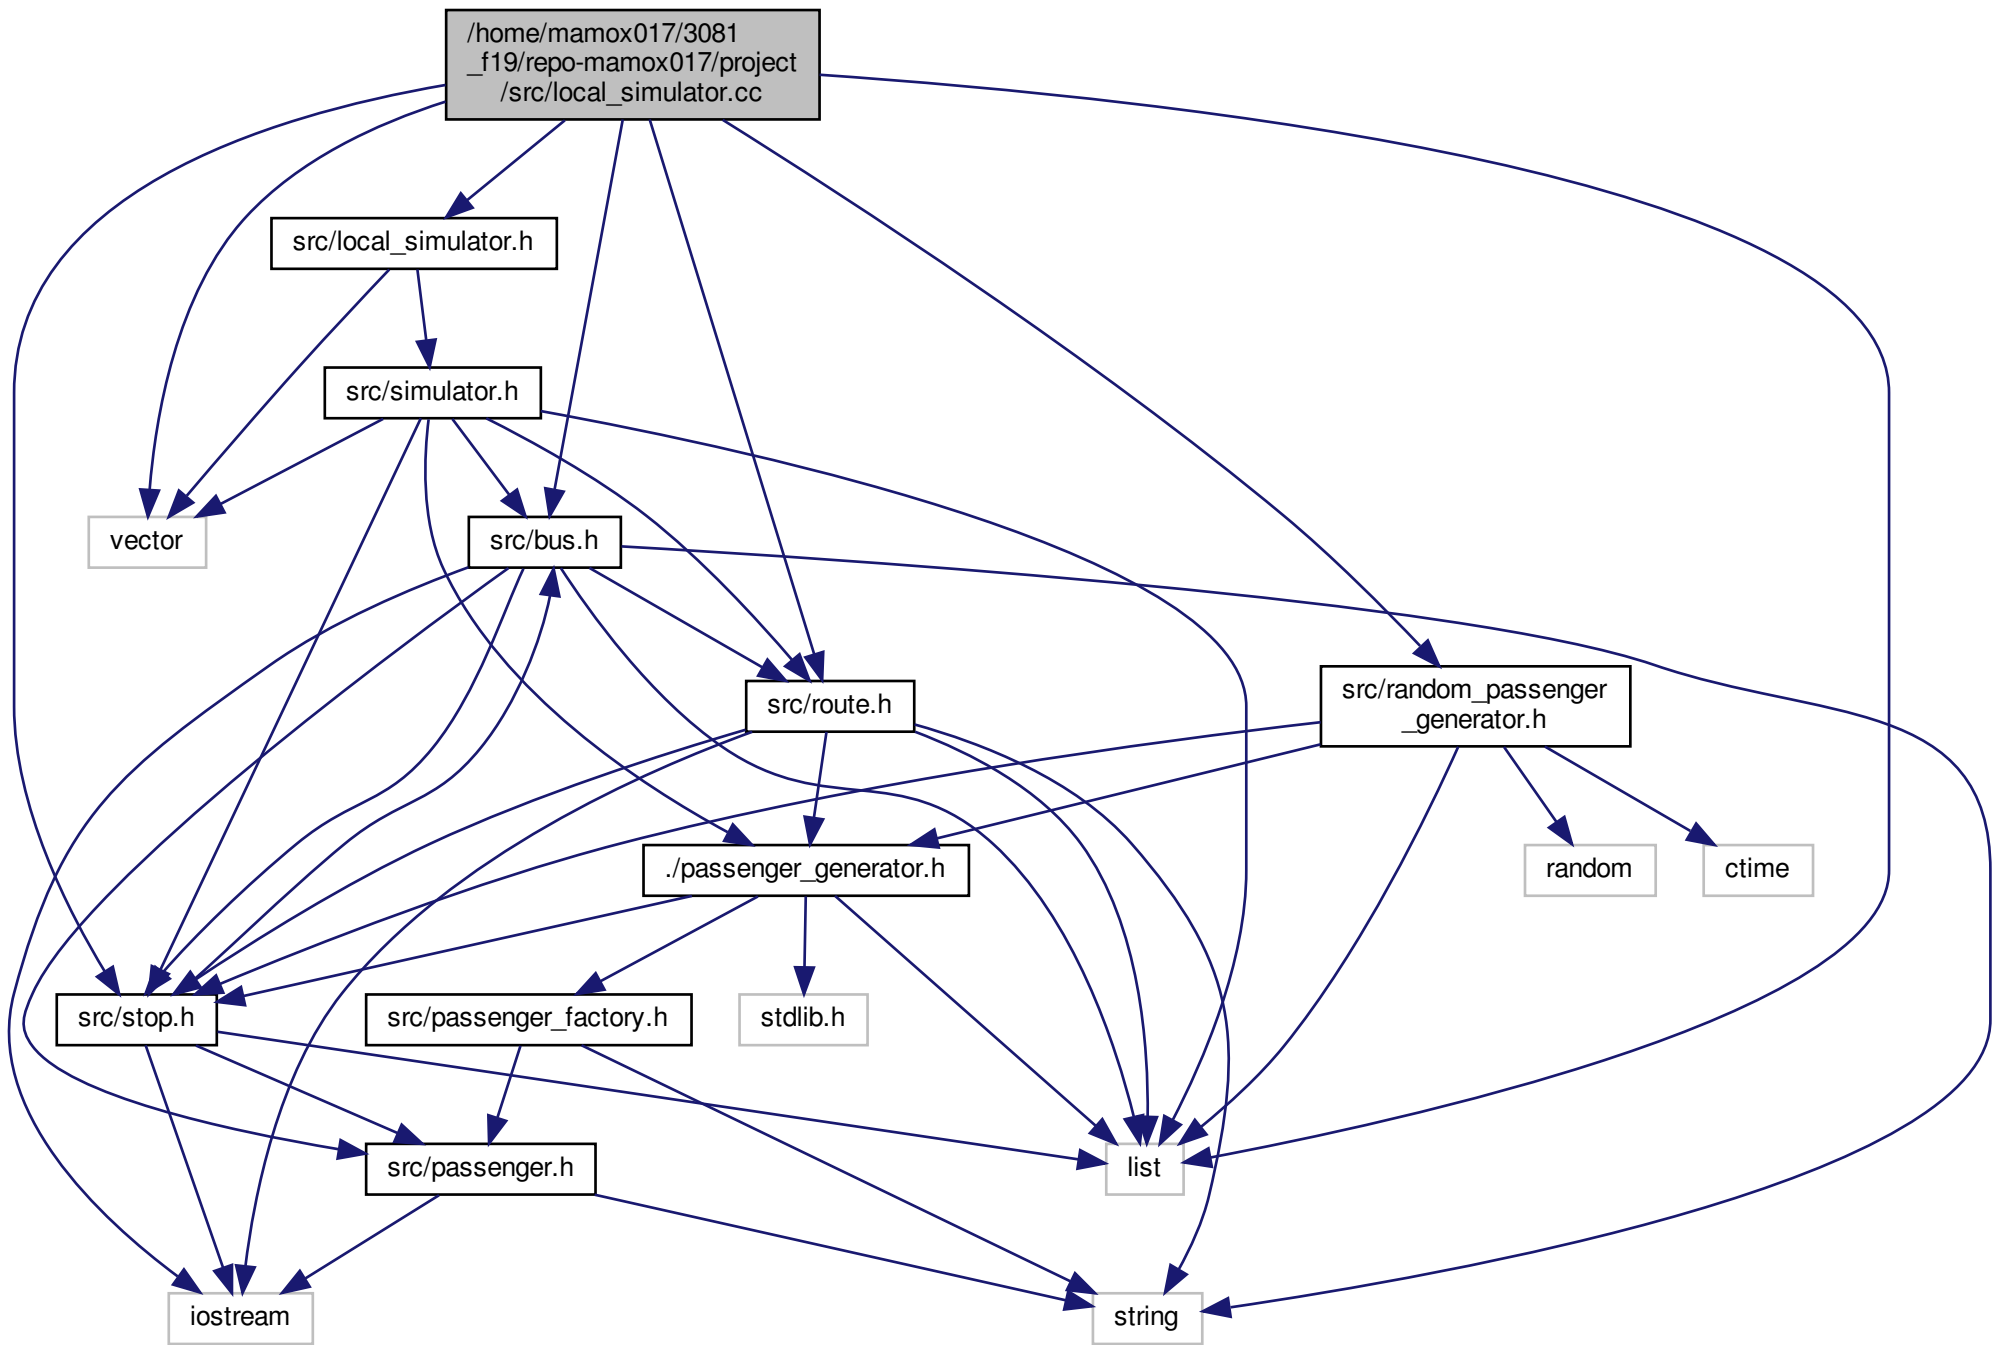 /home/mamox017/3081
_f19/repo-mamox017/project
/src/local_simulator.cc
src/local_simulator.h
src/simulator.h
vector
src/bus.h
src/route.h
src/random_passenger
_generator.h
./passenger_generator.h
random
ctime
src/stop.h
src/passenger_factory.h
stdlib.h
src/passenger.h
list
iostream
string